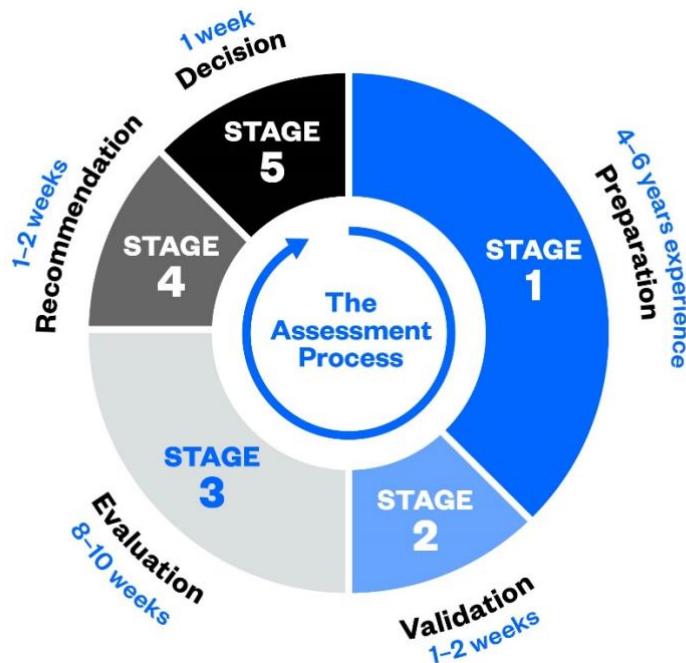 The
Assessment
Process
STAGE
1
Preparation
4–6 years experience
STAGE
2
Validation
1–2 weeks
STAGE
3
Evaluation
8–10 weeks
STAGE
4
Recommendation
1–2 weeks
STAGE
5
Decision
1 week